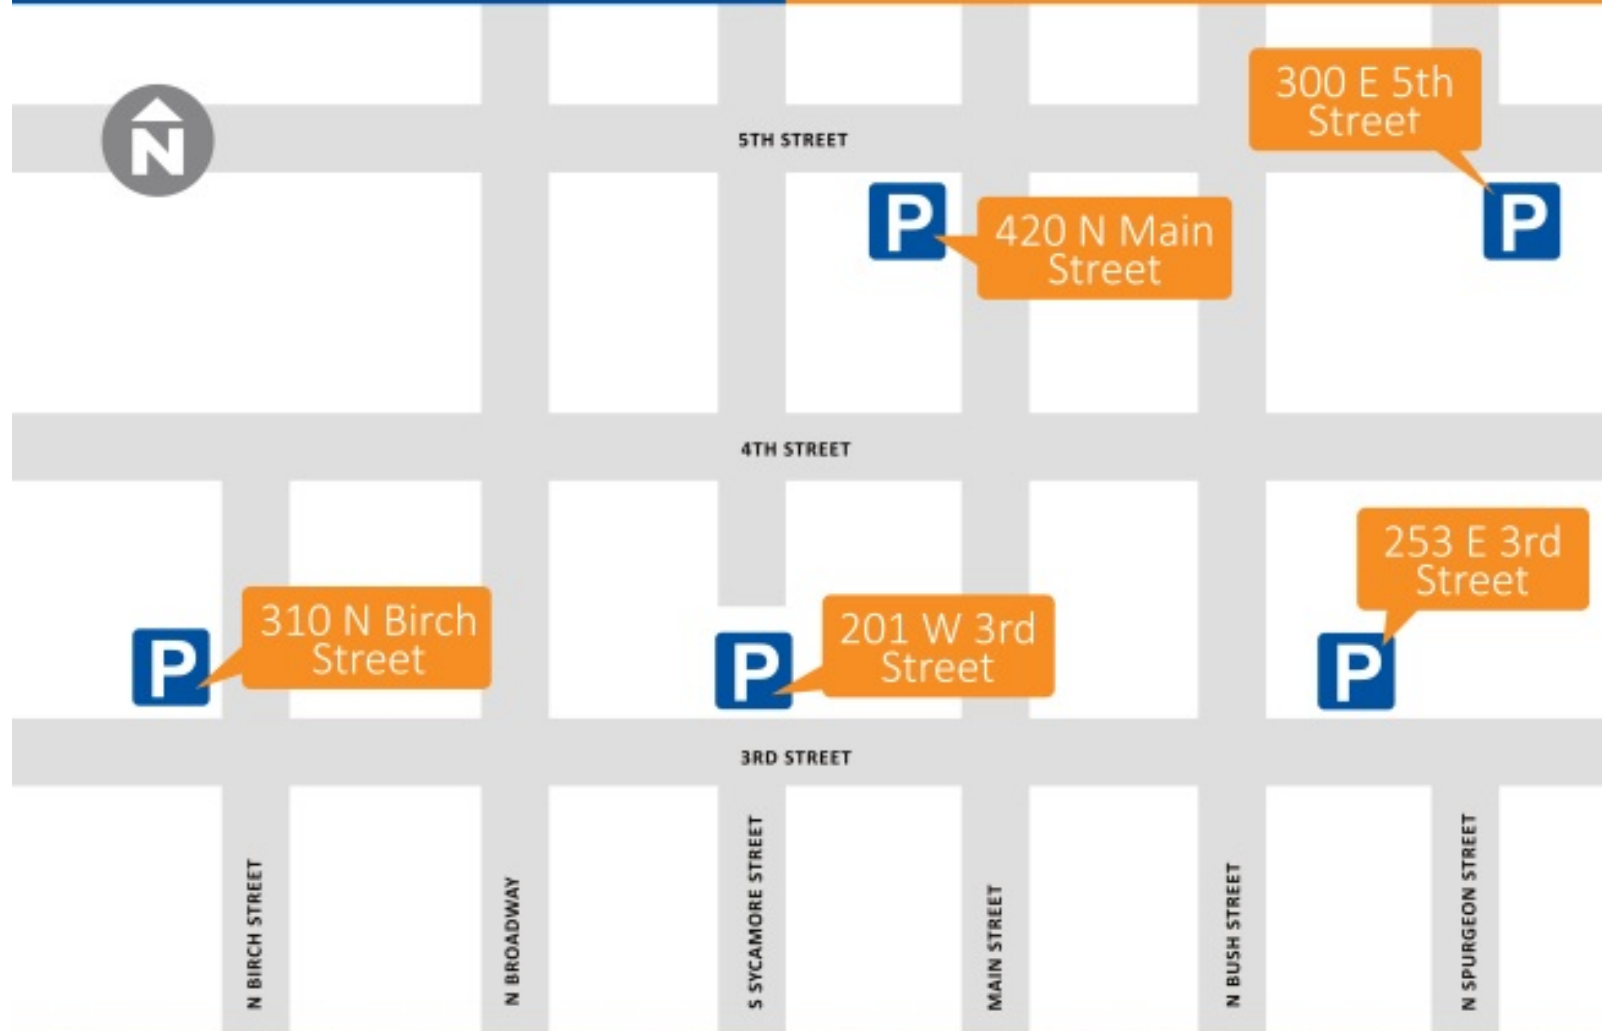 300 E 5th
Street
N
5TH STREET
P
420 N Main
Street
P
4TH STREET
253 E 3rd
Street
310 N Birch
Street
P
201 W 3rd
Street
P
P
3RD STREET
N BIRCH STREET
N BROADWAY
S SYCAMORE STREET
MAIN STREET
N BUSH STREET
N SPURGEON STREET